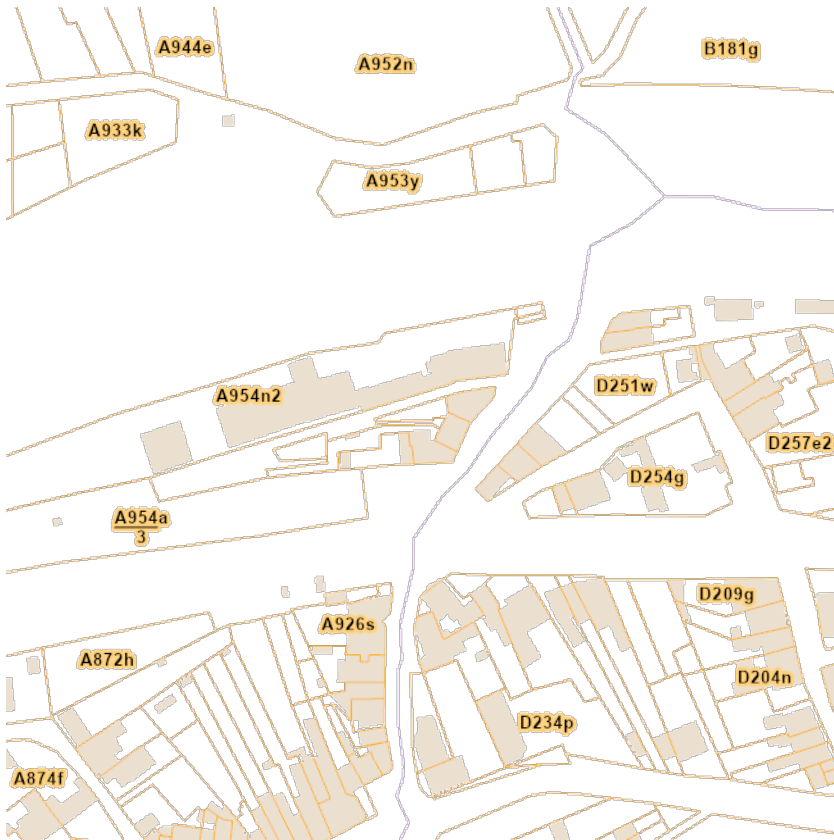 A944e
B181g
A952n
A933k
A953y
D251w
A954n2
D257e2
D254g
A954a
3
D209g
A926s
A872h
D204n
D234p
A874f